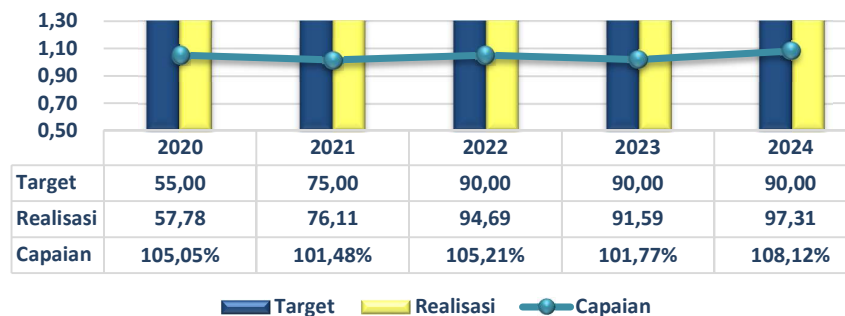 1,30
1,10
0,90
0,70
0,50
2020 2021 2022 2023 2024
Target 55,00 75,00 90,00 90,00 90,00
Realisasi 57,78 76,11 94,69 91,59 97,31
Capaian 105,05% 101,48% 105,21% 101,77% 108,12%
Target Realisasi Capaian